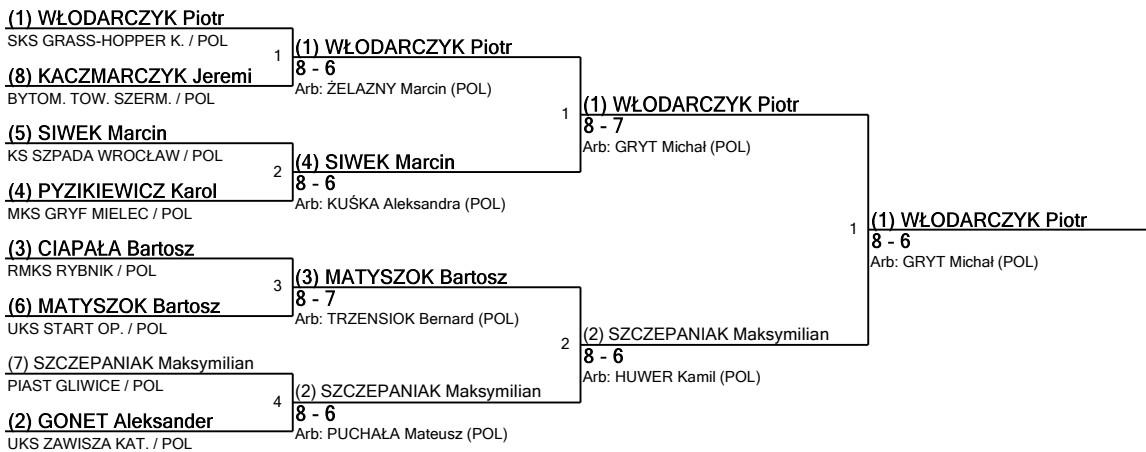 (1) WŁODARCZYK Piotr
SKS GRASS-HOPPER K. / POL
1
(8) KACZMARCZYK Jeremi
BYTOM. TOW. SZERM. / POL
(1) WŁODARCZYK Piotr
8 - 6
Arb: ŻELAZNY Marcin (POL)
(5) SIWEK Marcin
KS SZPADA WROCŁAW / POL
2
(4) PYZIKIEWICZ Karol
MKS GRYF MIELEC / POL
(4) SIWEK Marcin
8 - 6
Arb: KUŚKA Aleksandra (POL)
1
(1) WŁODARCZYK Piotr
8 - 7
Arb: GRYT Michał (POL)
(3) CIAPAŁA Bartosz
RMKS RYBNIK / POL
3
(6) MATYSZOK Bartosz
UKS START OP. / POL
(3) MATYSZOK Bartosz
8 - 7
Arb: TRZENSIOK Bernard (POL)
(7) SZCZEPANIAK Maksymilian
PIAST GLIWICE / POL
4
(2) GONET Aleksander
UKS ZAWISZA KAT. / POL
(2) SZCZEPANIAK Maksymilian
8 - 6
Arb: PUCHAŁA Mateusz (POL)
2
(2) SZCZEPANIAK Maksymilian
8 - 6
Arb: HUWER Kamil (POL)
1
(1) WŁODARCZYK Piotr
8 - 6
Arb: GRYT Michał (POL)